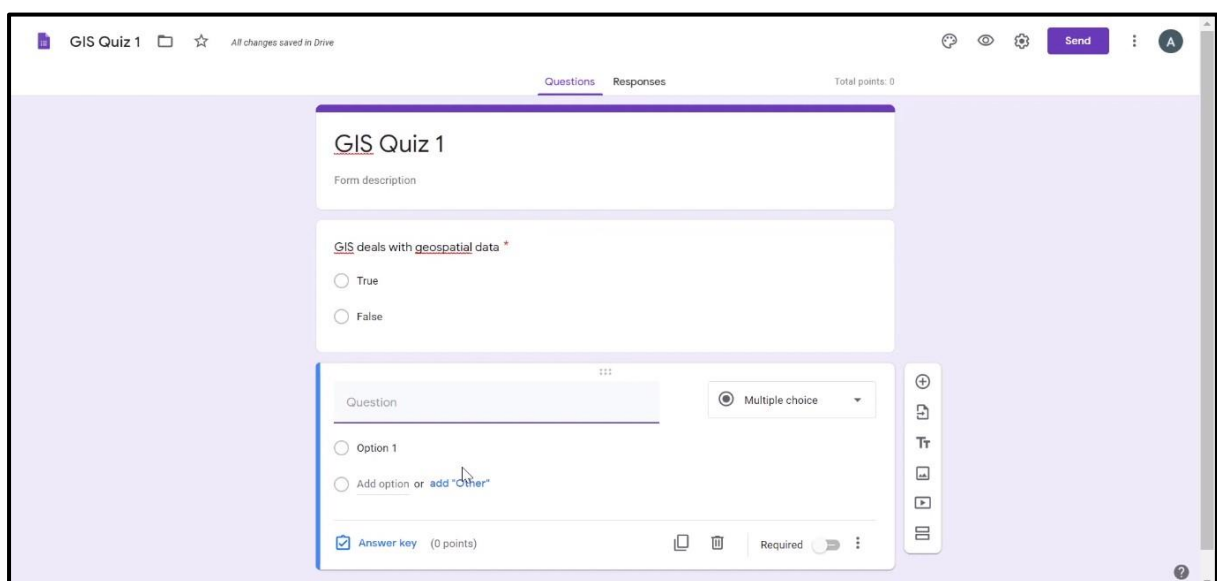 GIS Quiz 1 All changes saved in Drive Send A
Questions Responses Total points: 0
GIS Quiz 1
Form description
GIS deals with geospatial data *
True
False
Question Multiple choice
Option 1
Add option or add "Other"
Answer key (0 points) Required